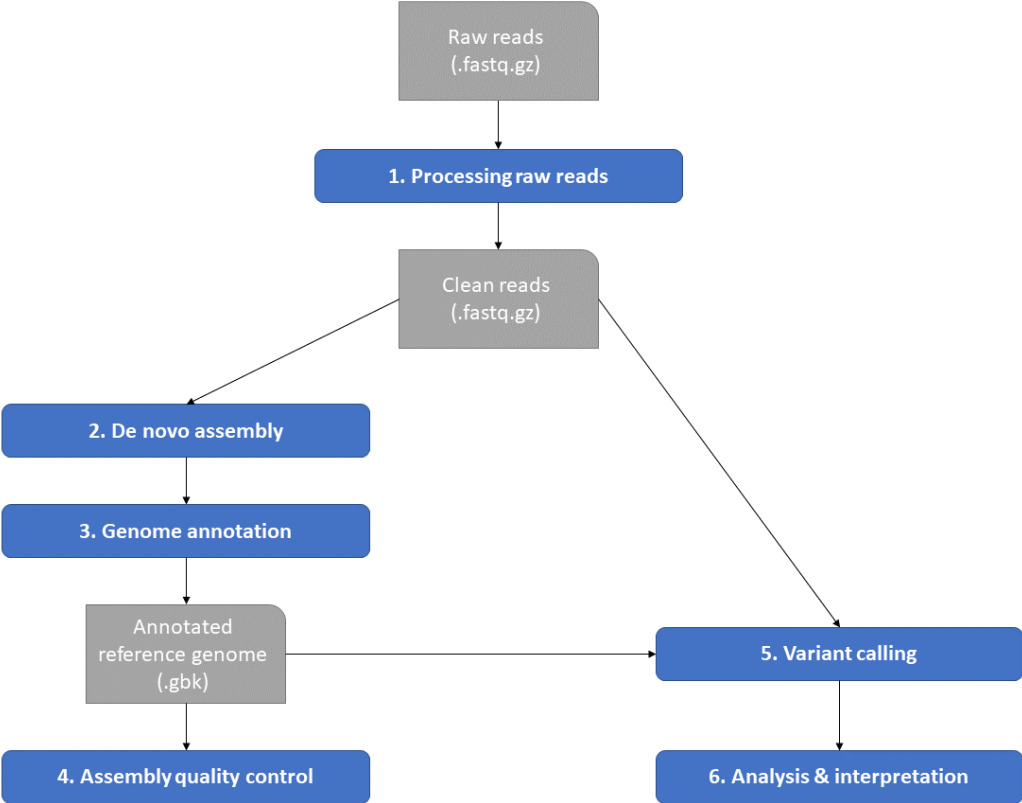 Raw reads
(.fastq.gz)
1. Processing raw reads
Clean reads
(.fastq.gz)
2. De novo assembly
3. Genome annotation
Annotated
reference genome
(.gbk)
5. Variant calling
4. Assembly quality control
6. Analysis & interpretation